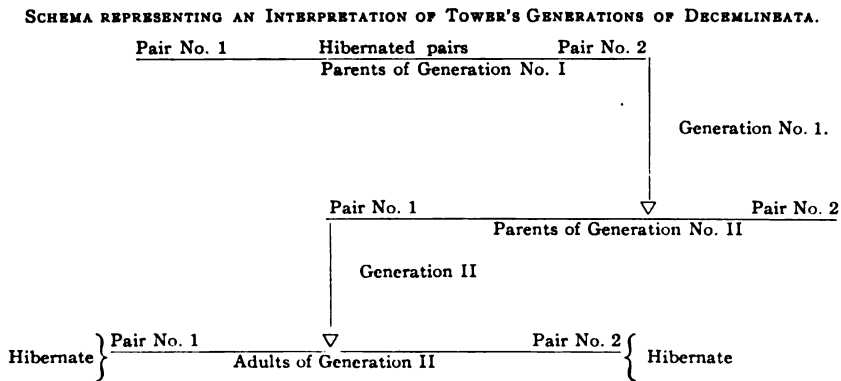 SCHEMA REPRESENTING AN INTERPRETATION OF TOWER'S GENERATIONS OF DECEMLINEATA.
Pair No. 1 Hibernated pairs Pair No. 2
Parents of Generation No. I
Generation No. 1.
Pair No. 1 Pair No. 2
Parents of Generation No. II
Generation II
Hibernate } Pair No. 1 Pair No. 2 { Hibernate
Adults of Generation II